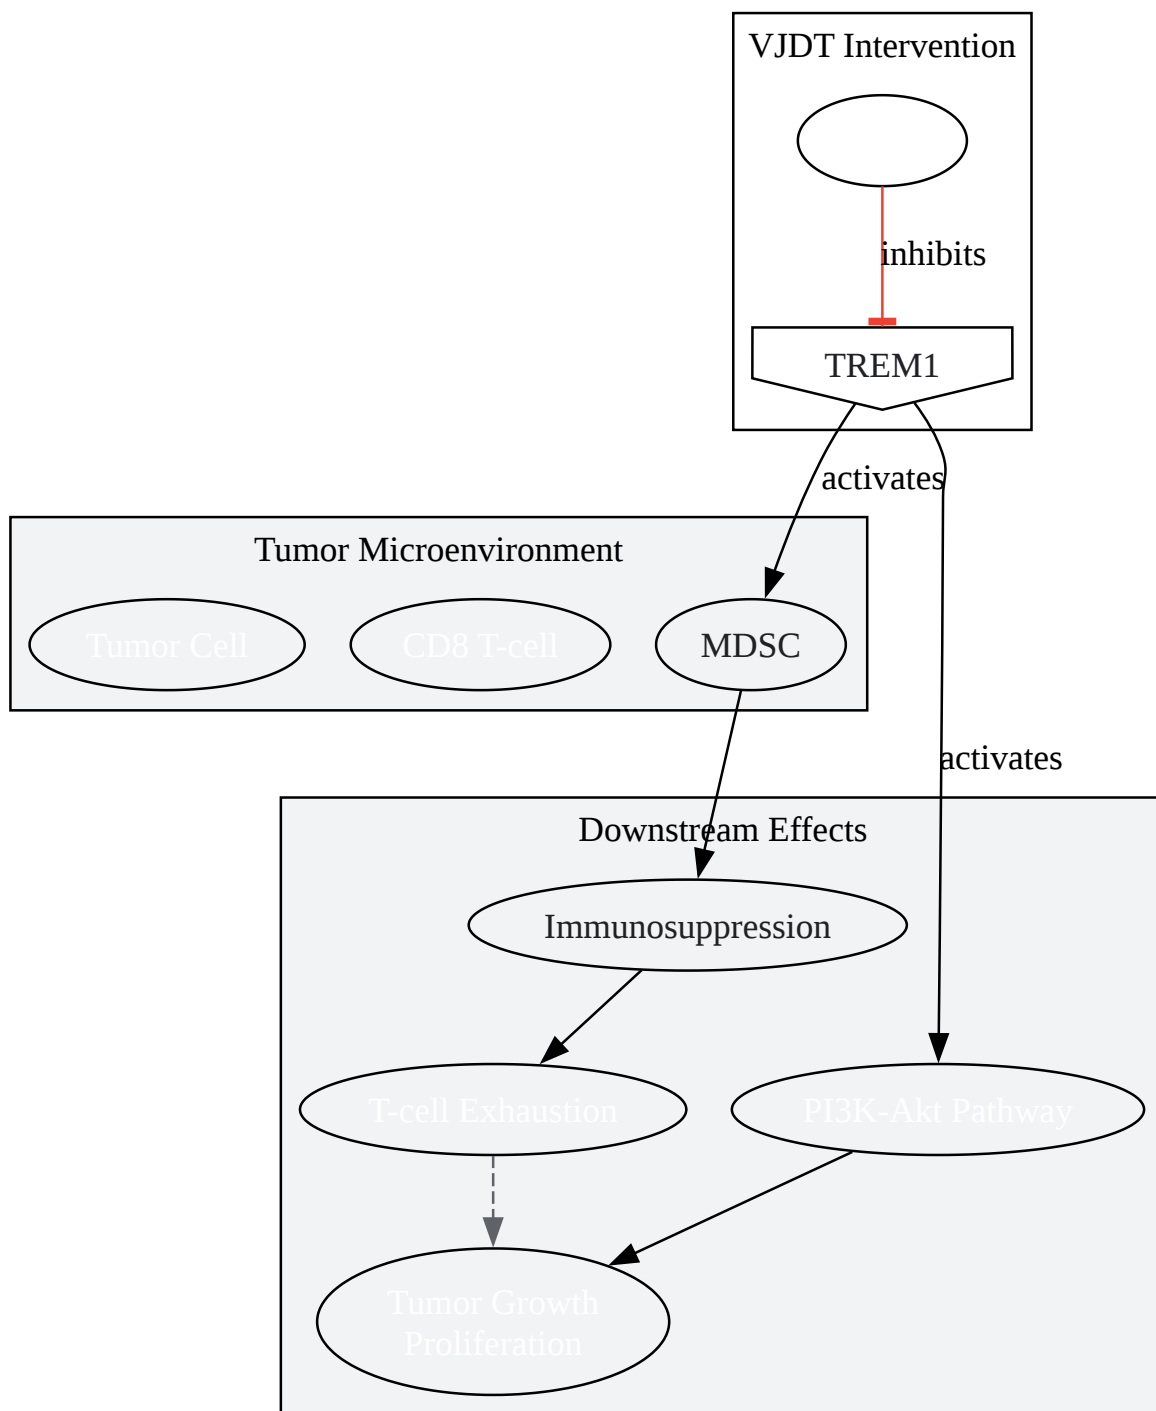 VJDT Intervention
inhibits
TREM1
activates
Tumor Microenvironment
Tumor Cell
CD8 T-cell
MDSC
activates
Downstream Effects
Immunosuppression
T-cell Exhaustion
PI3K-Akt Pathway
Tumor Growth
Proliferation